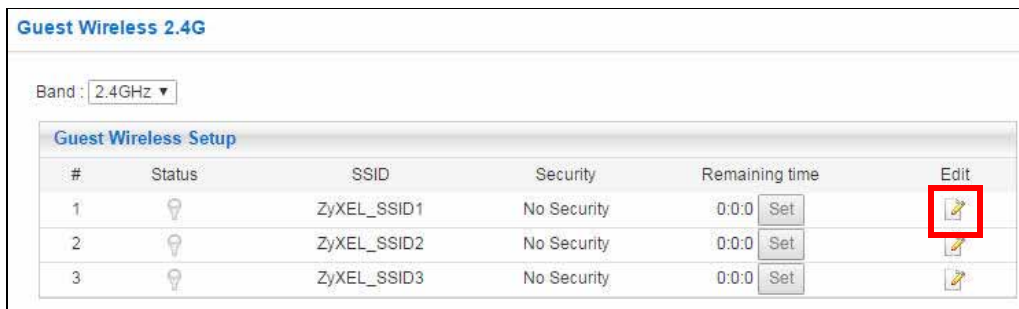 Guest Wireless 2.4G
Band : 2.4GHz
Guest Wireless Setup
# Status SSID Security Remaining time Edit
1 ZyXEL_SSID1 No Security 0:0:0 Set
2 ZyXEL_SSID2 No Security 0:0:0 Set
3 ZyXEL_SSID3 No Security 0:0:0 Set